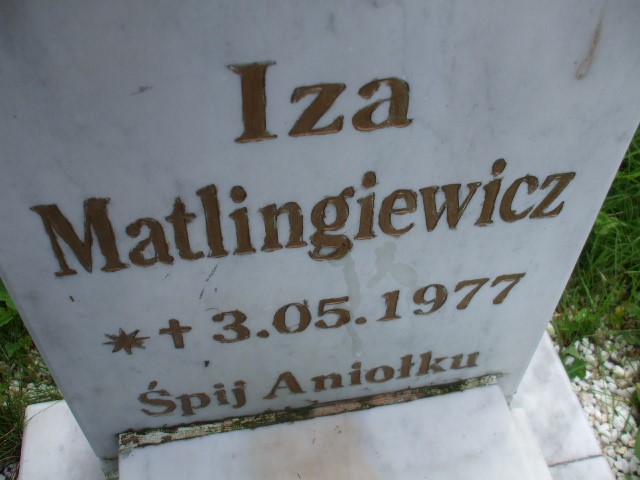 Iza
Matlingiewicz
*✝3.05.1977
Śpij Aniołku